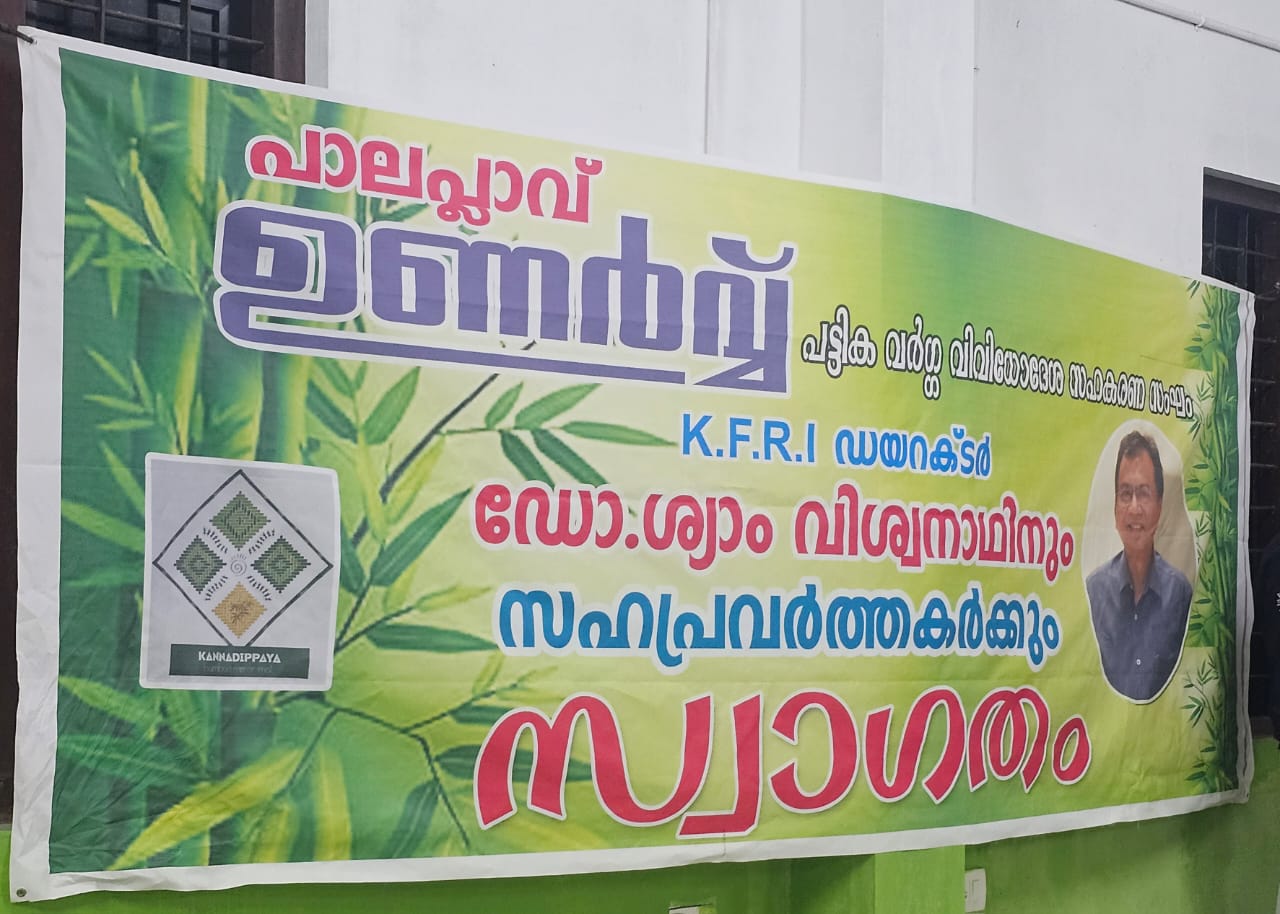 പാലപ്ലാവ്
ഉണർവ്വ്
പട്ടിക വർഗ്ഗ വിവിധോദേശ സഹകരണ സംഘം
K.F.R.I ഡയറക്ടർ
ഡോ.ശ്യാം വിശ്വനാഥിനും
സഹപ്രവർത്തകർക്കും
സ്വാഗതം
KANNADIPPAYA